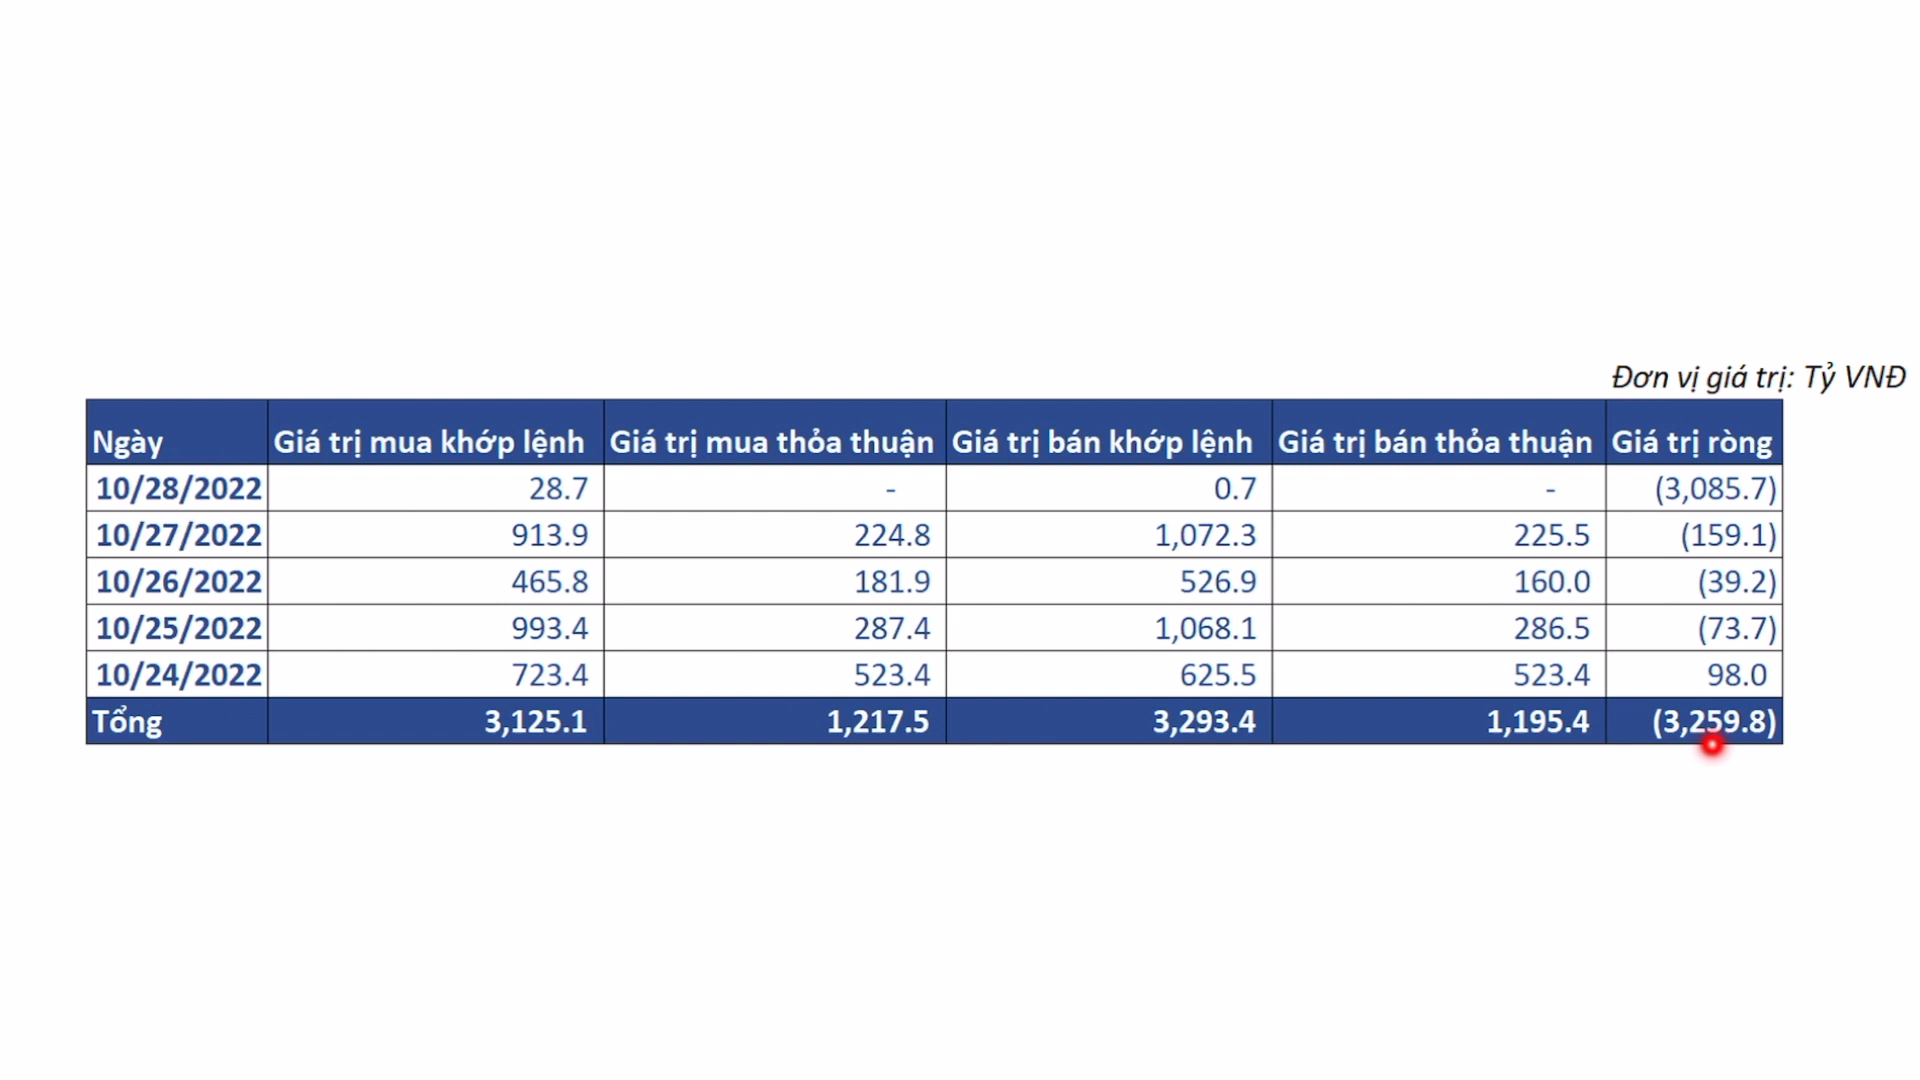 Đơn vị giá trị: Tỷ VNĐ
Ngày Giá trị mua khớp lệnh Giá trị mua thỏa thuận Giá trị bán khớp lệnh Giá trị bán thỏa thuận Giá trị ròng
10/28/2022 28.7 - 0.7 - (3,085.7)
10/27/2022 913.9 224.8 1,072.3 225.5 (159.1)
10/26/2022 465.8 181.9 526.9 160.0 (39.2)
10/25/2022 993.4 287.4 1,068.1 286.5 (73.7)
10/24/2022 723.4 523.4 625.5 523.4 98.0
Tổng 3,125.1 1,217.5 3,293.4 1,195.4 (3,259.8)